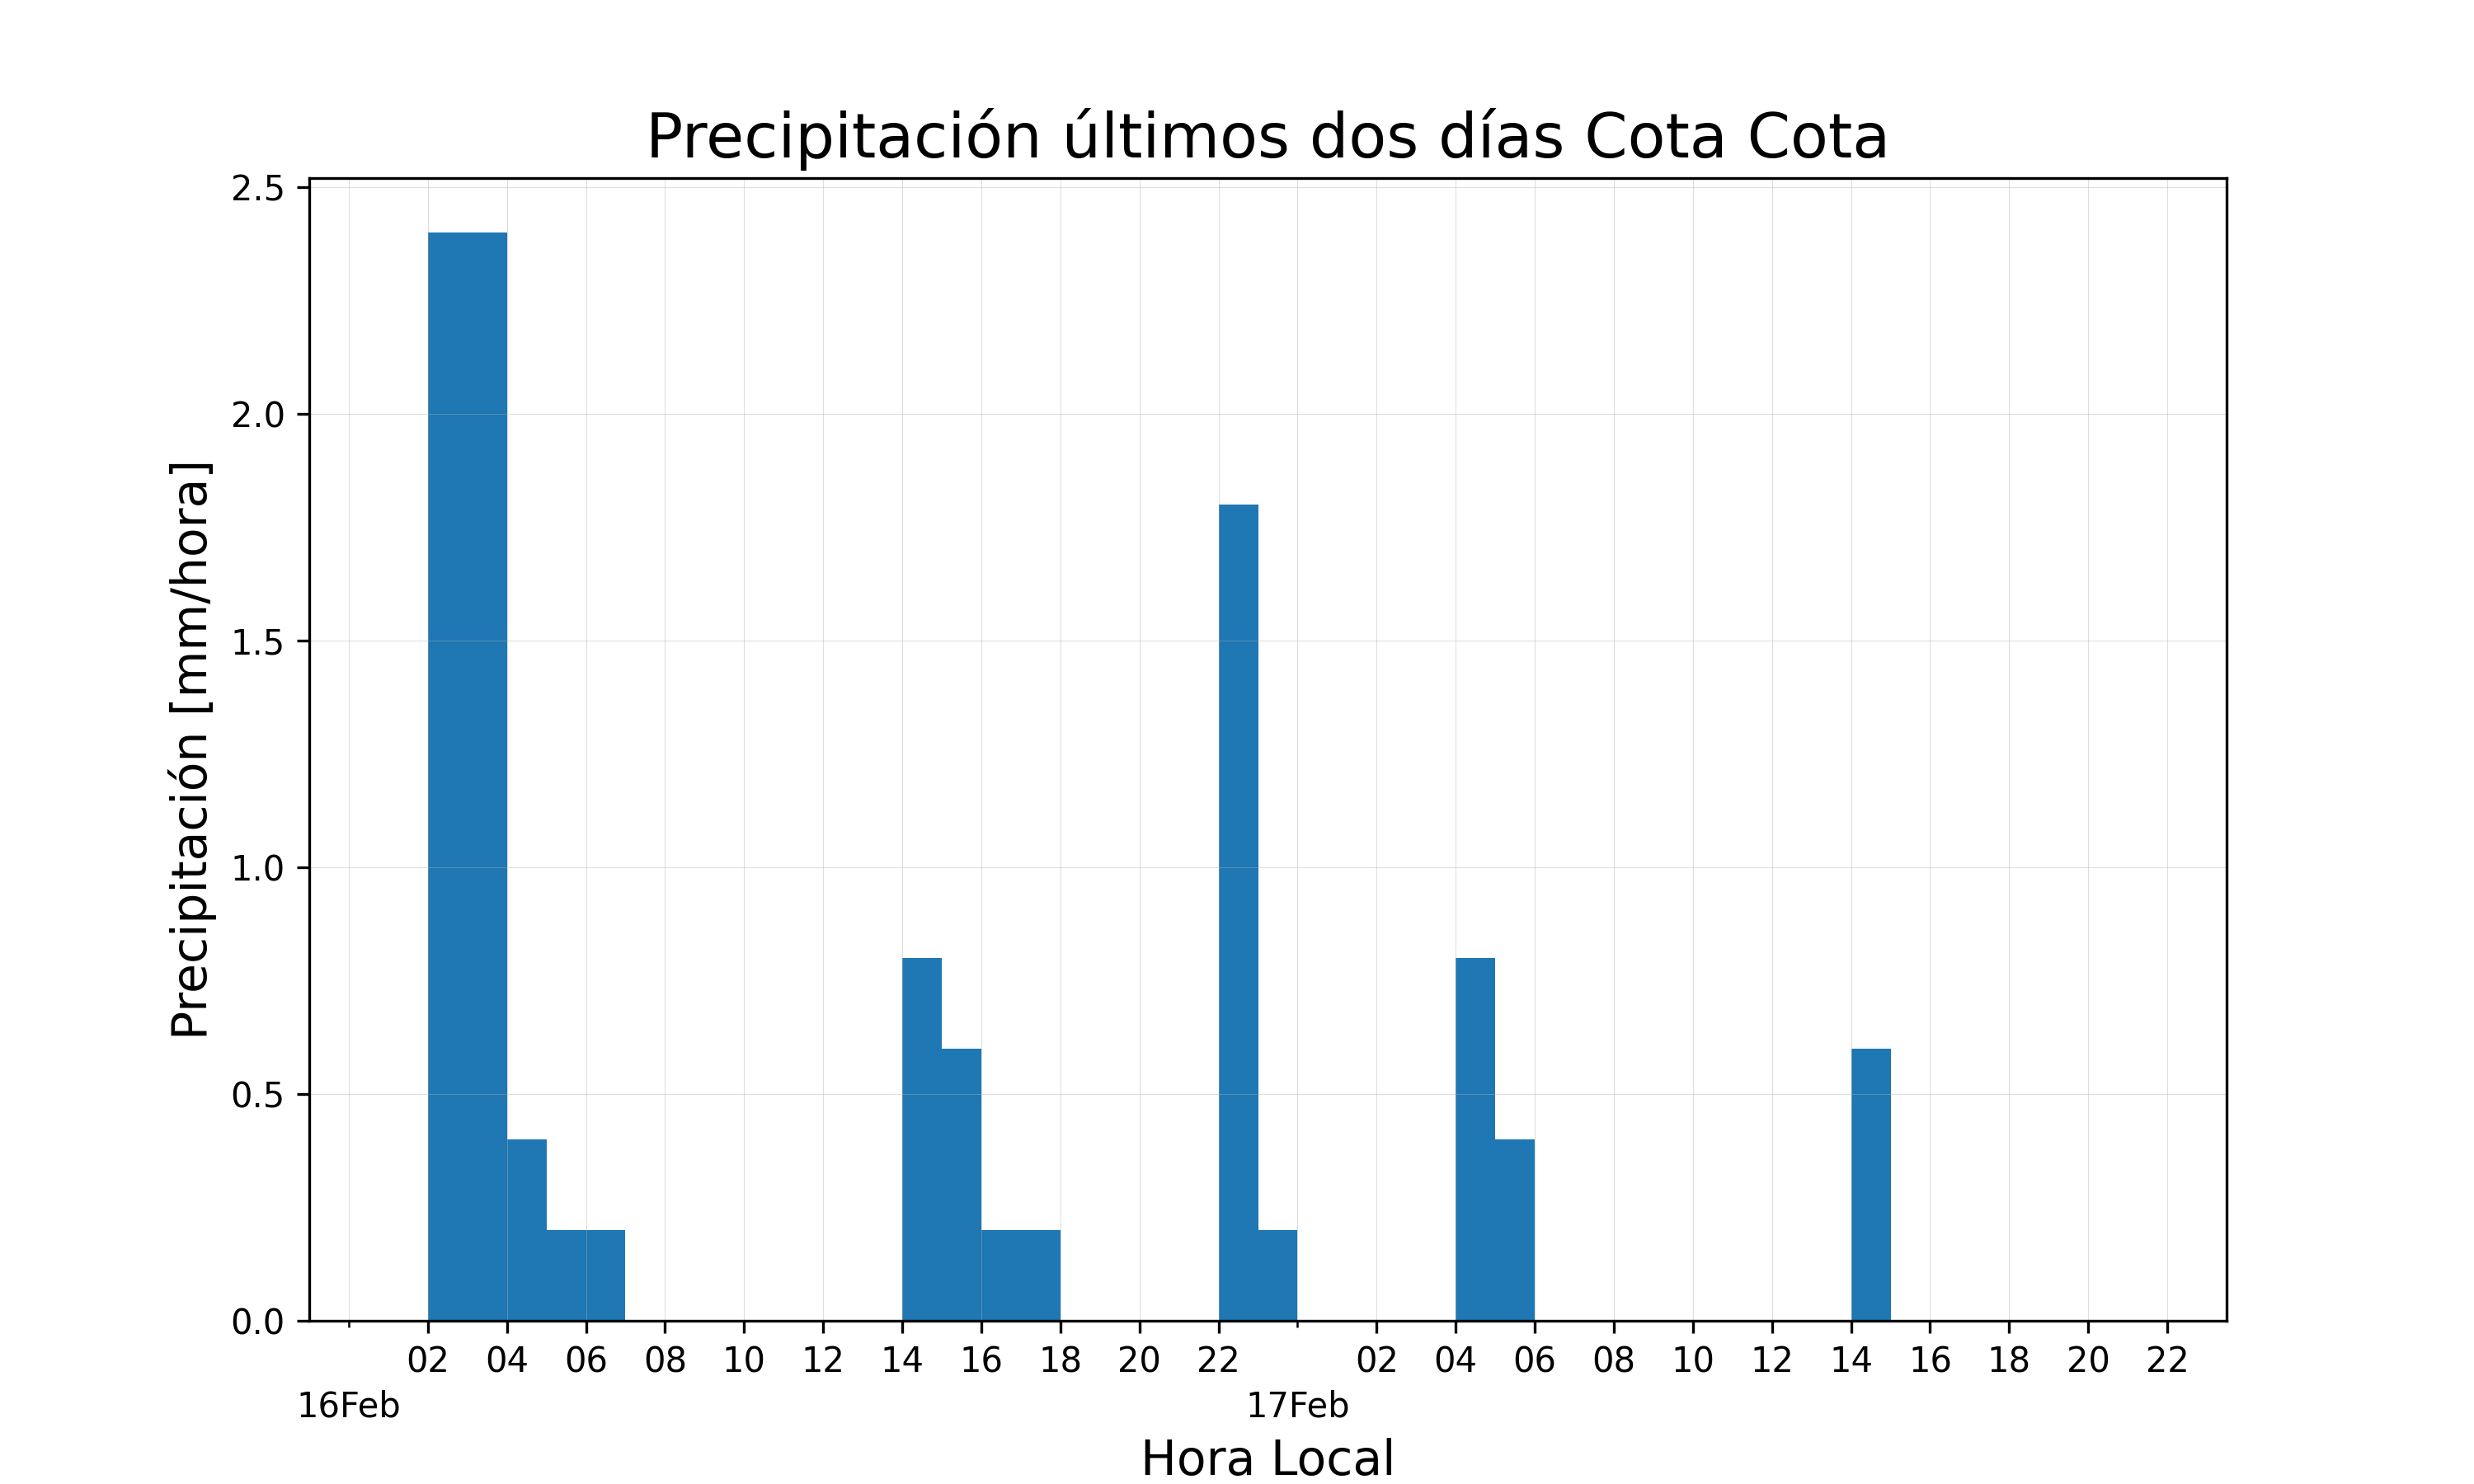 Precipitación últimos dos días Cota Cota
Precipitación [mm/hora]
2.5
2.0
1.5
1.0
0.5
0.0
02 04 06 08 10 12 14 16 18 20 22 02 04 06 08 10 12 14 16 18 20 22
16Feb 17Feb
Hora Local